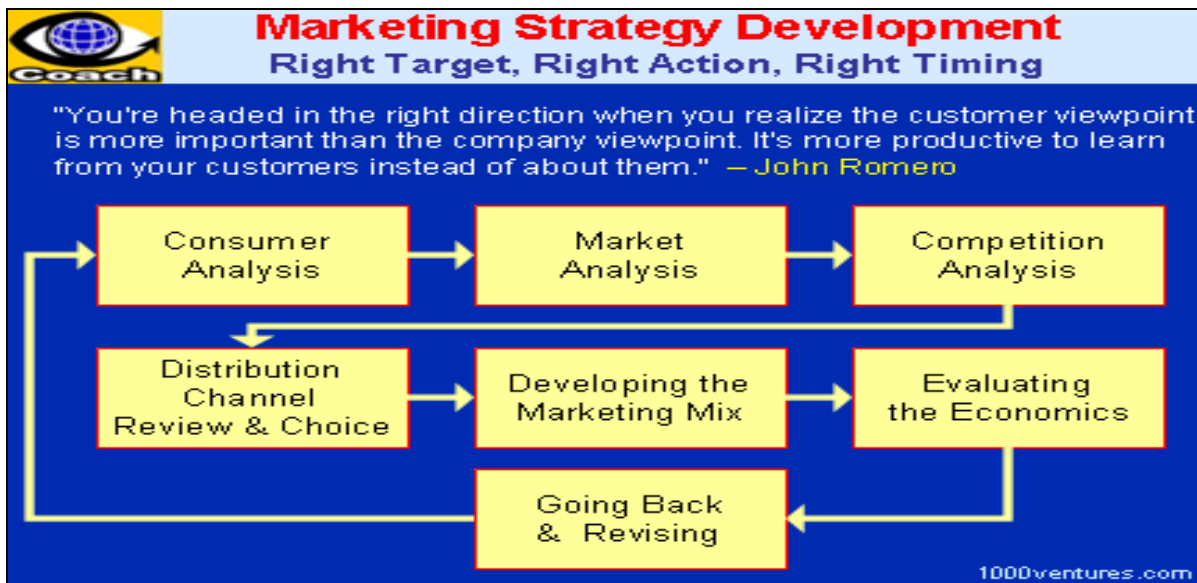 Coach
Marketing Strategy Development
Right Target, Right Action, Right Timing
"You're headed in the right direction when you realize the customer viewpoint
is more important than the company viewpoint. It's more productive to learn
from your customers instead of about them." – John Romero
Consumer
Analysis
Market
Analysis
Competition
Analysis
Distribution
Channel
Review & Choice
Developing the
Marketing Mix
Evaluating
the Economics
Going Back
& Revising
1000ventures.com